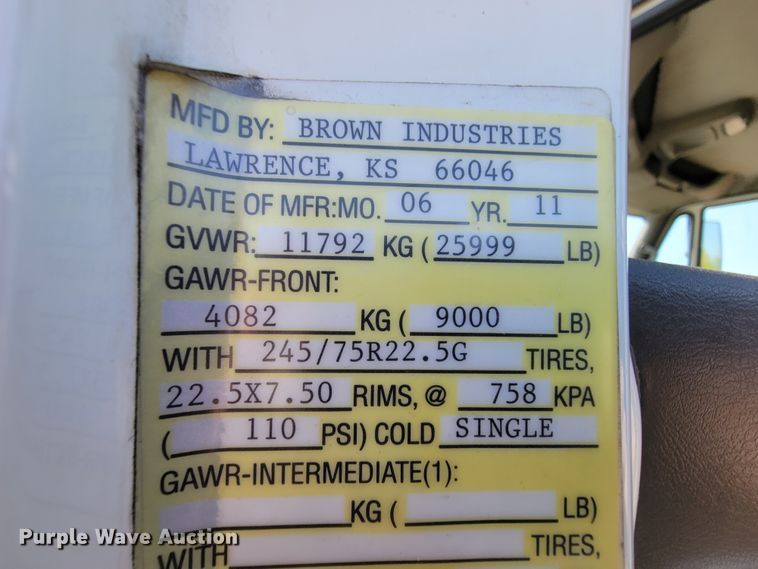 MFD BY: BROWN INDUSTRIES
LAWRENCE, KS 66046
DATE OF MFR:MO. 06 YR. 11
GVWR: 11792 KG (25999 LB)
GAWR-FRONT:
4082 KG ( 9000 LB)
WITH 245/75R22.5G TIRES,
22.5X7.50 RIMS, @ 758 KPA
( 110 PSI) COLD SINGLE
GAWR-INTERMEDIATE(1):
KG ( LB)
WITH TIRES,
Purple Wave Auction